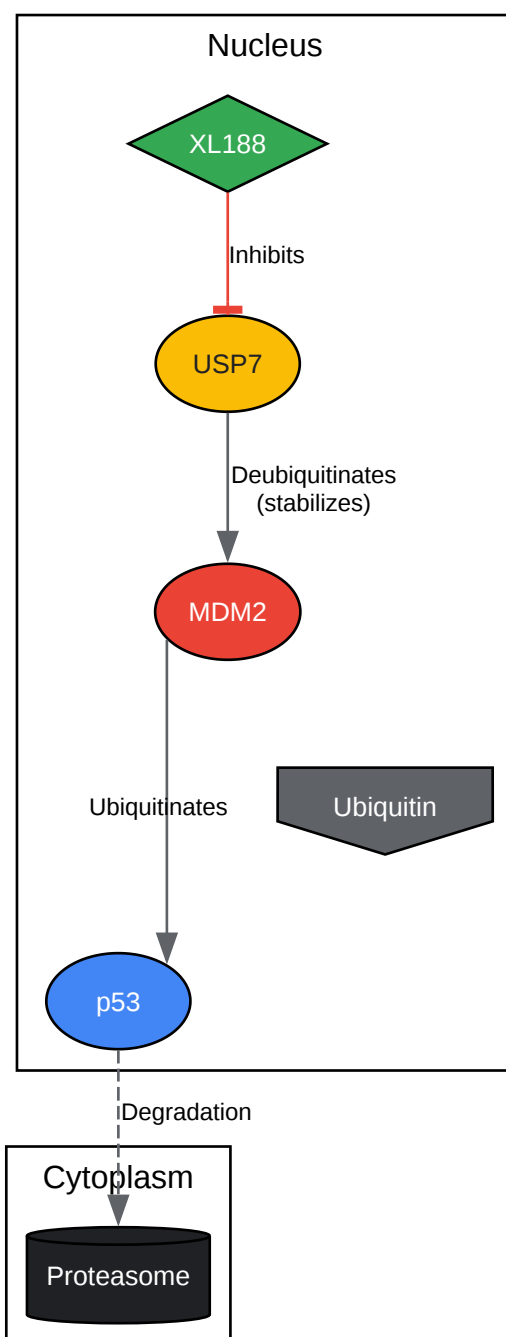 Nucleus
XL188
Inhibits
USP7
Deubiquitinates
(stabilizes)
MDM2
Ubiquitinates
Ubiquitin
p53
Degradation
Cytoplasm
Proteasome